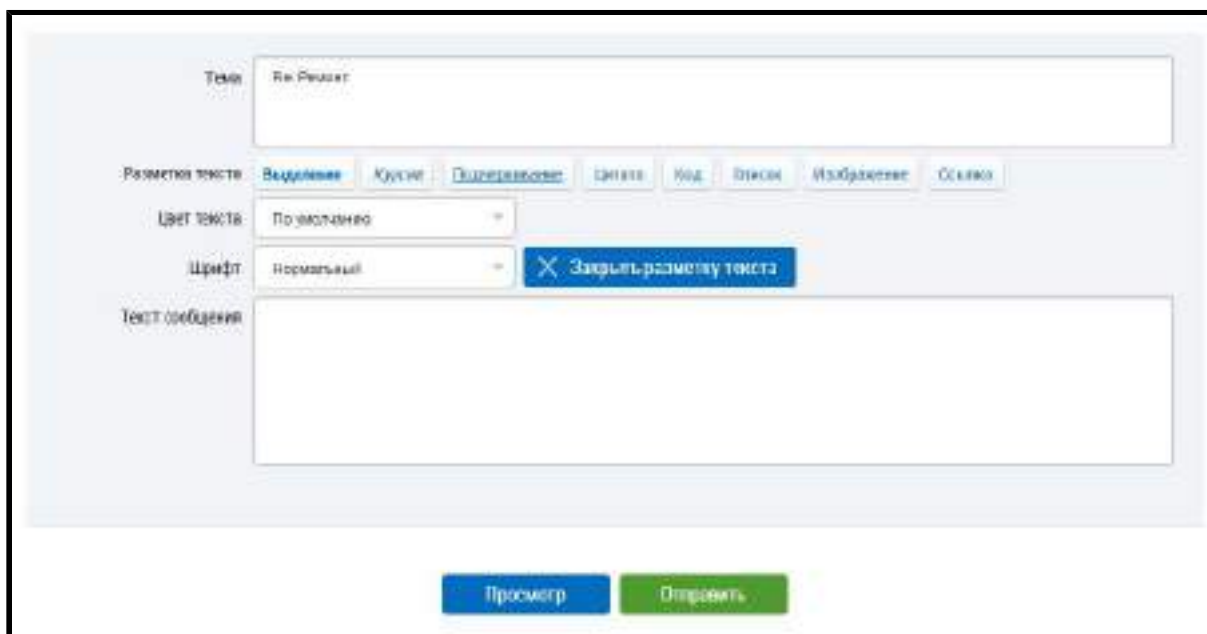 Тема Re: Ремонт
Разметка текста Выделение Курсив Подчеркивание Цитата Код Список Изображение Ссылка
Цвет текста По умолчанию
Шрифт Нормальный Закрыть разметку текста
Текст сообщения
Просмотр Отправить